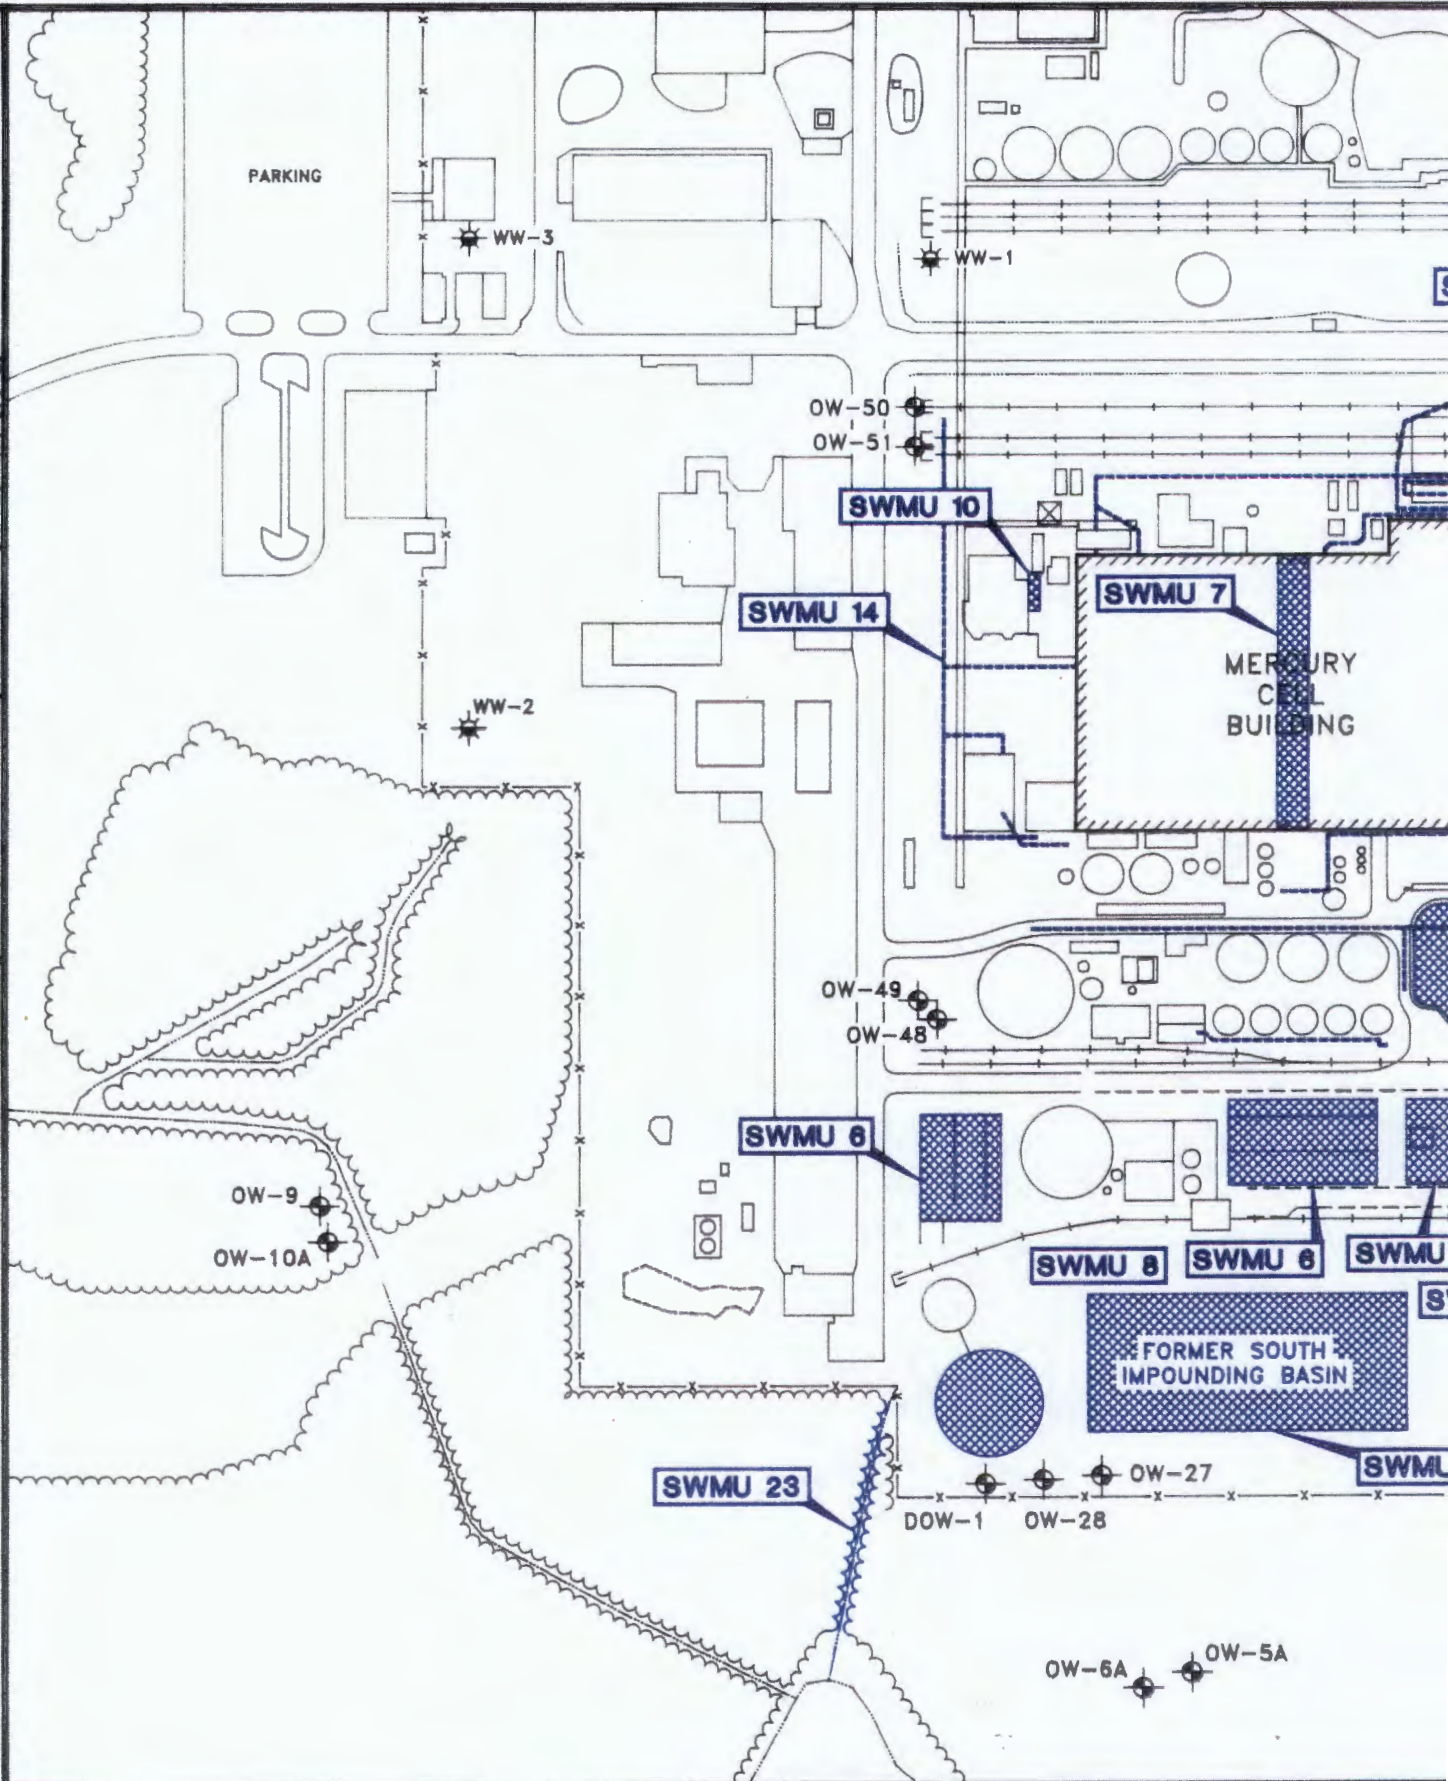 PARKING
WW-3
WW-1
S
OW-50
OW-51
SWMU 10
SWMU 14
SWMU 7
MERCURY
CELL
BUILDING
WW-2
OW-49
OW-48
SWMU 6
OW-9
OW-10A
SWMU 8
SWMU 6
SWMU
FORMER SOUTH
IMPOUNDING BASIN
SWMU
SWMU 23
OW-27
DOW-1
OW-28
OW-6A
OW-5A